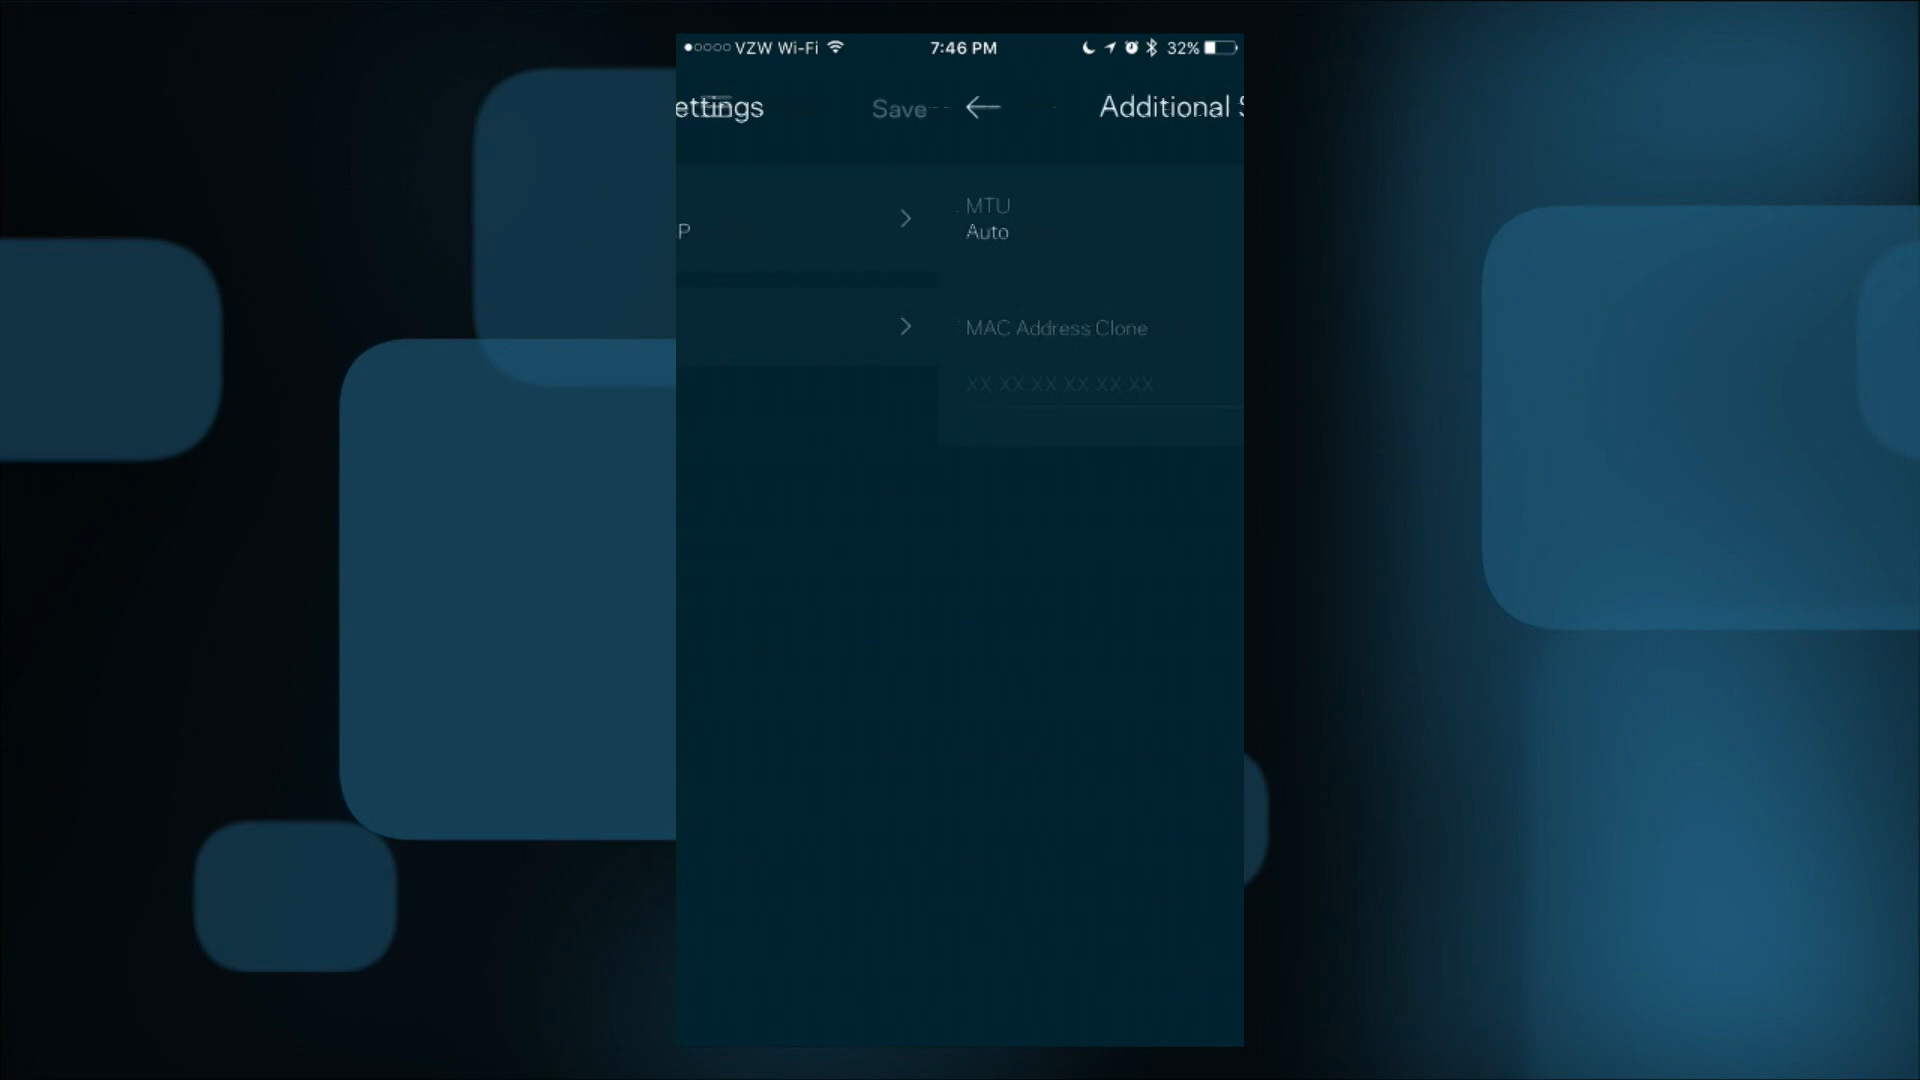 VZW Wi-Fi 7:46 PM 32%
ettings Save Additional
P
MTU
Auto
MAC Address Clone
XX XX XX XX XX XX